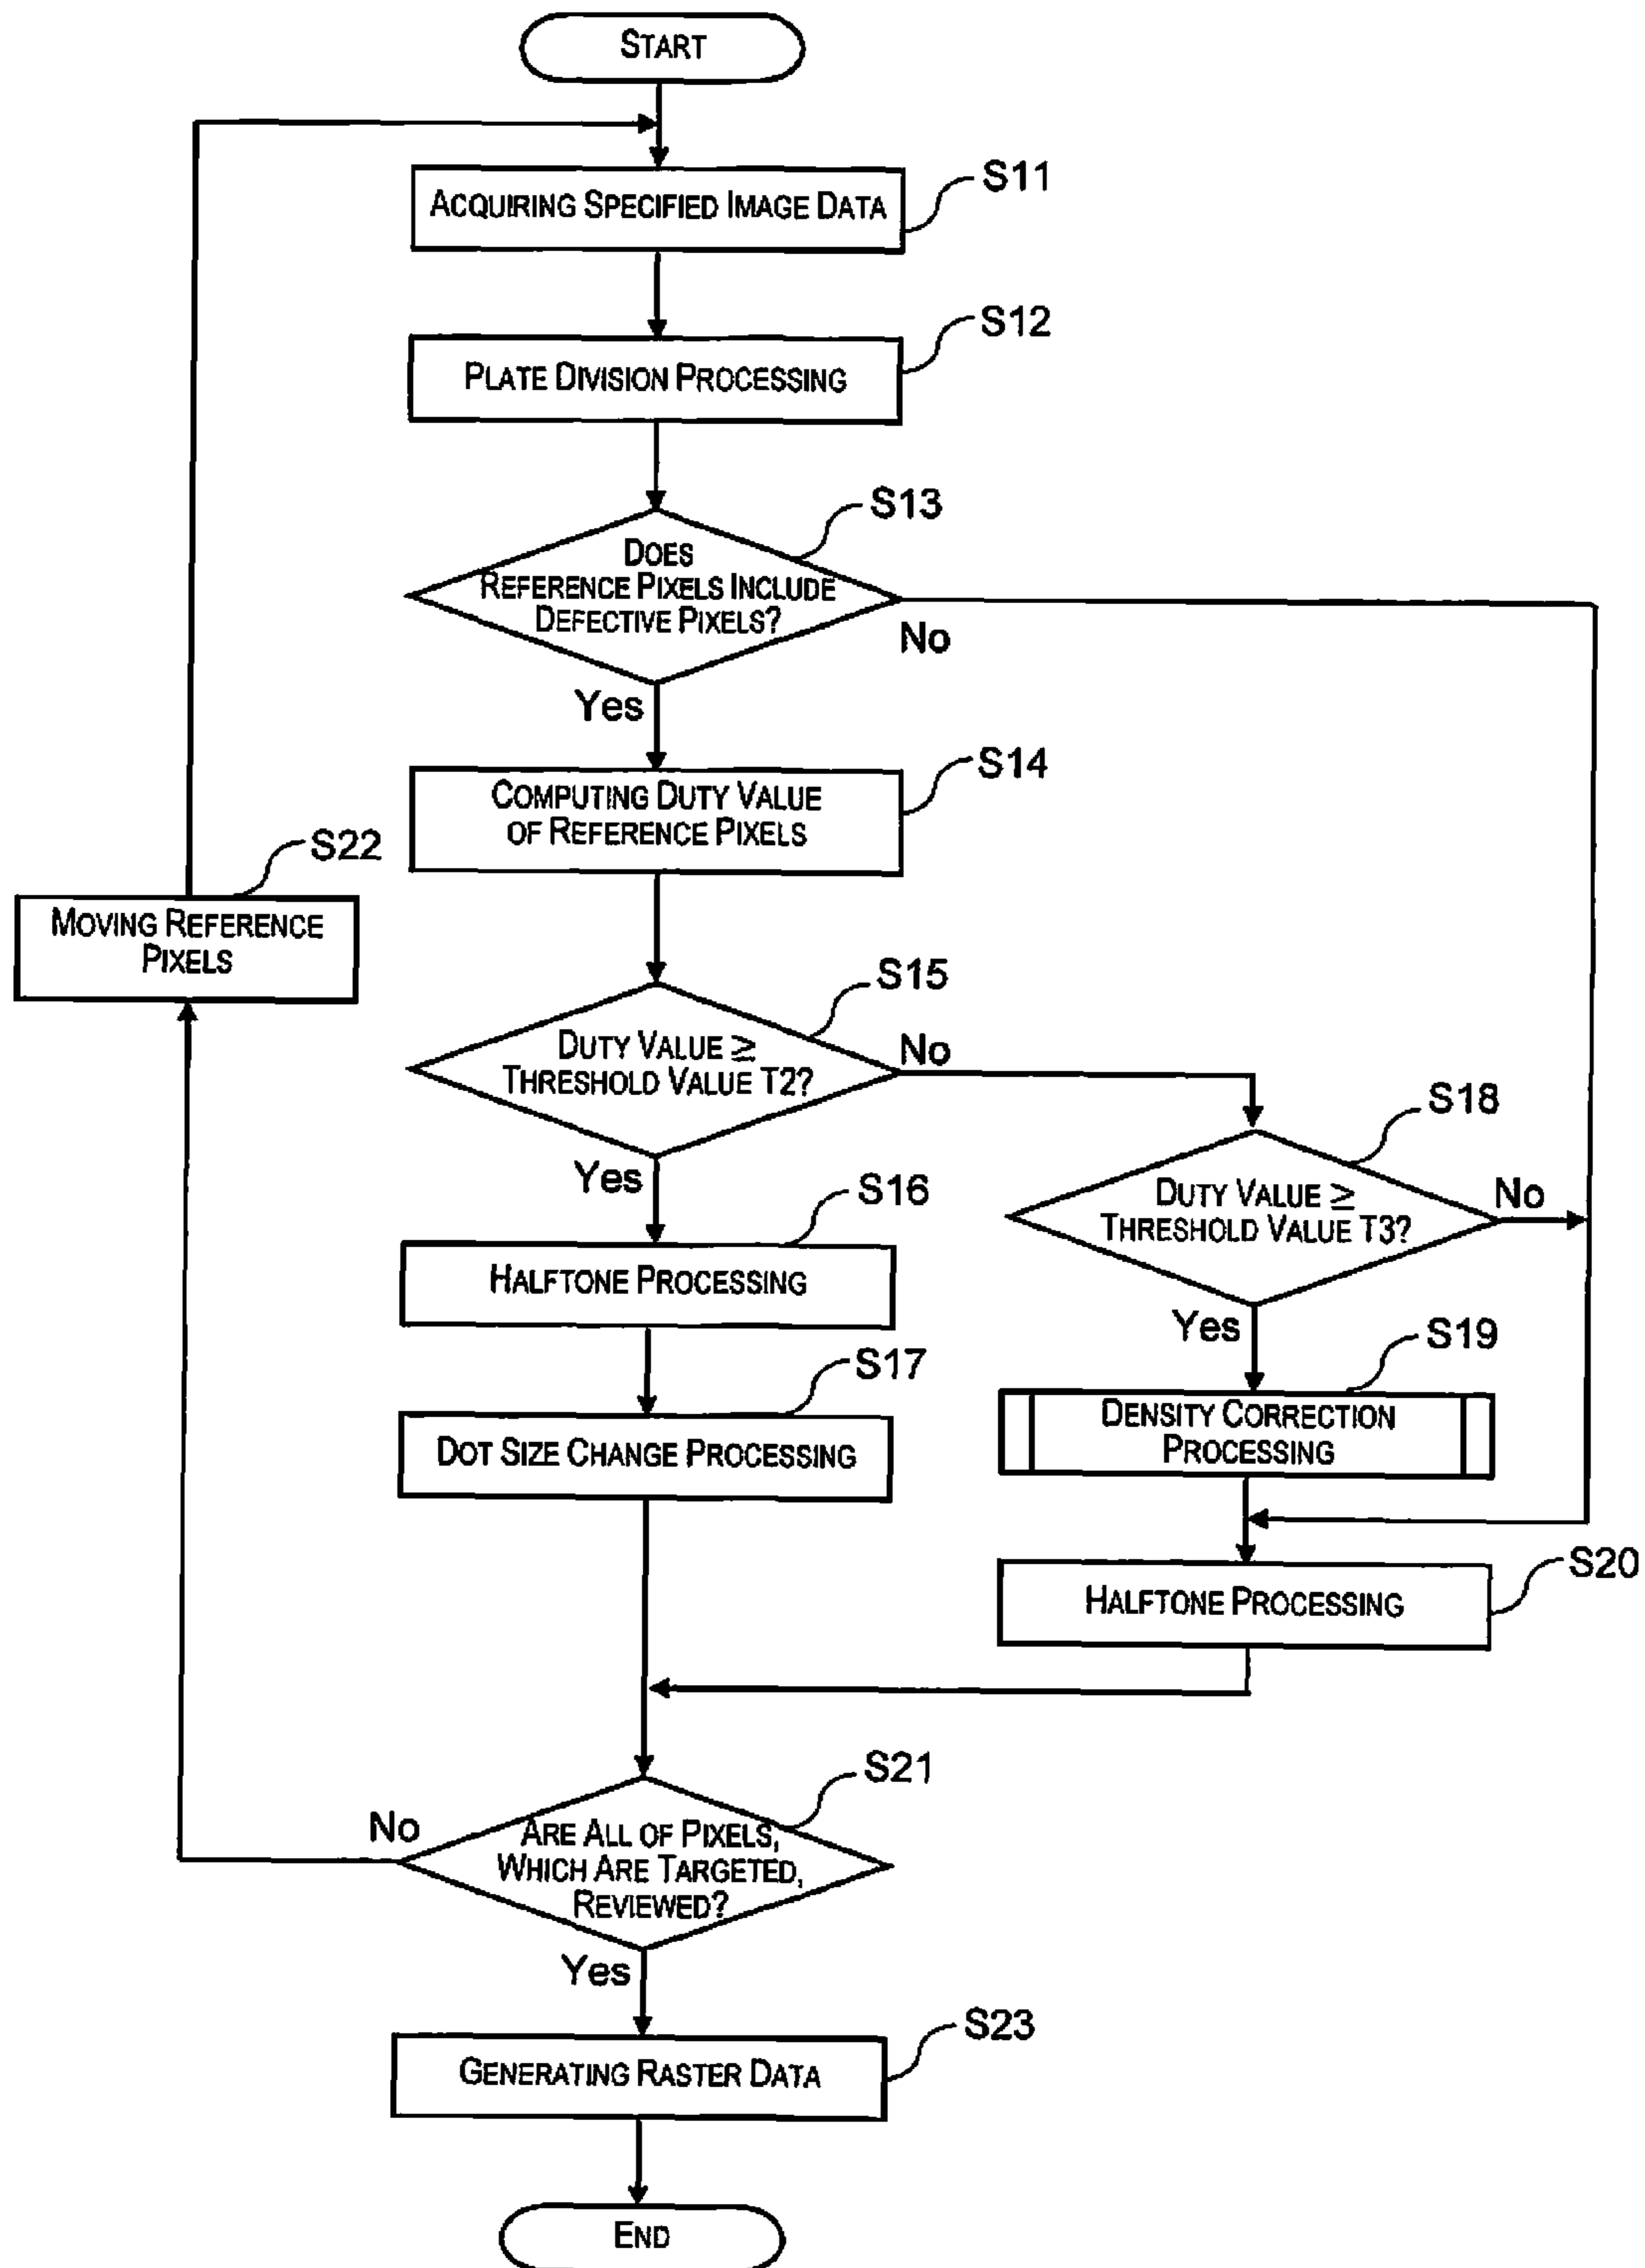 START
S11
ACQUIRING SPECIFIED IMAGE DATA
S12
PLATE DIVISION PROCESSING
S13
DOES
REFERENCE PIXELS INCLUDE
DEFECTIVE PIXELS?
No
Yes
S14
COMPUTING DUTY VALUE
OF REFERENCE PIXELS
S22
MOVING REFERENCE
PIXELS
S15
DUTY VALUE ≥
THRESHOLD VALUE T2?
No
Yes
S18
DUTY VALUE ≥
THRESHOLD VALUE T3?
No
Yes
S16
HALFTONE PROCESSING
S17
DOT SIZE CHANGE PROCESSING
S19
DENSITY CORRECTION
PROCESSING
S20
HALFTONE PROCESSING
S21
ARE ALL OF PIXELS,
WHICH ARE TARGETED,
REVIEWED?
No
Yes
S23
GENERATING RASTER DATA
END